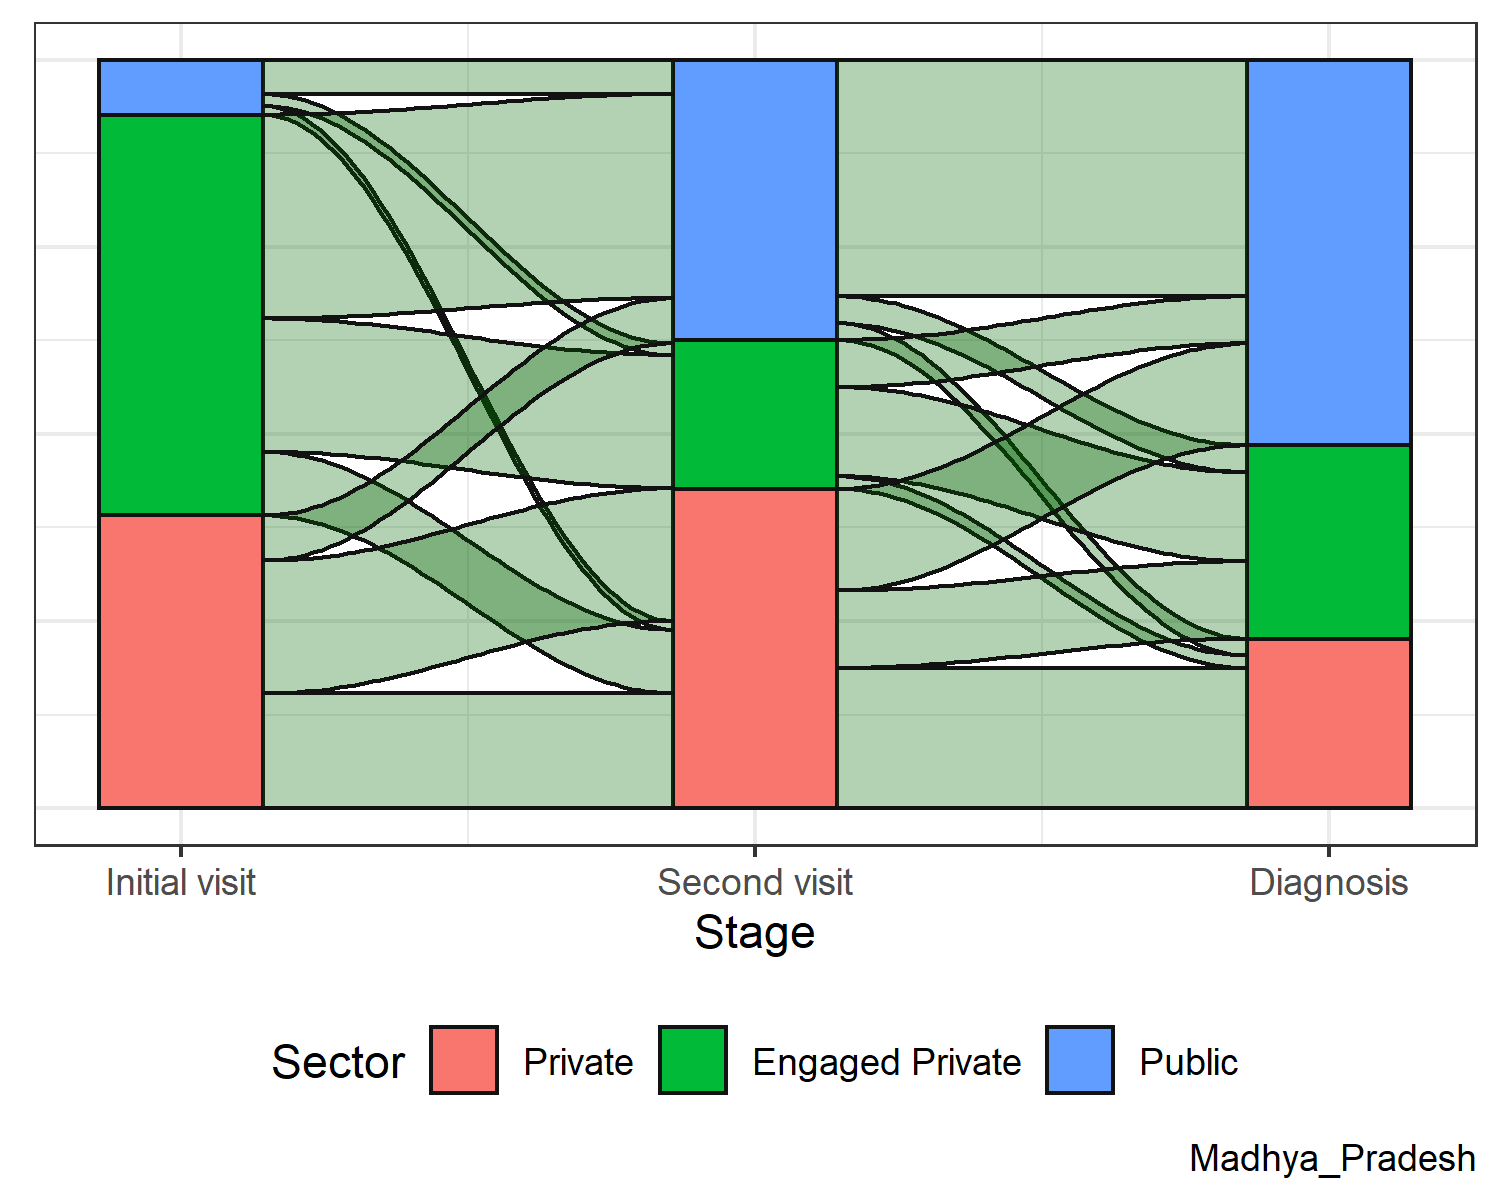 Initial visit Second visit Diagnosis
Stage
Sector Private Engaged Private Public
Madhya_Pradesh